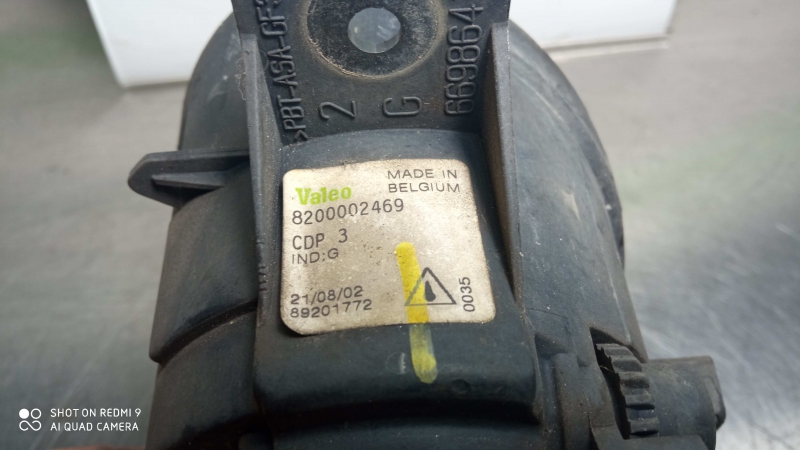 >PBT-ASA-GF3
2 G
669864
Valeo
MADE IN
BELGIUM
8200002469
CDP 3
IND:G
21/08/02
89201772
0035
SHOT ON REDMI 9
AI QUAD CAMERA